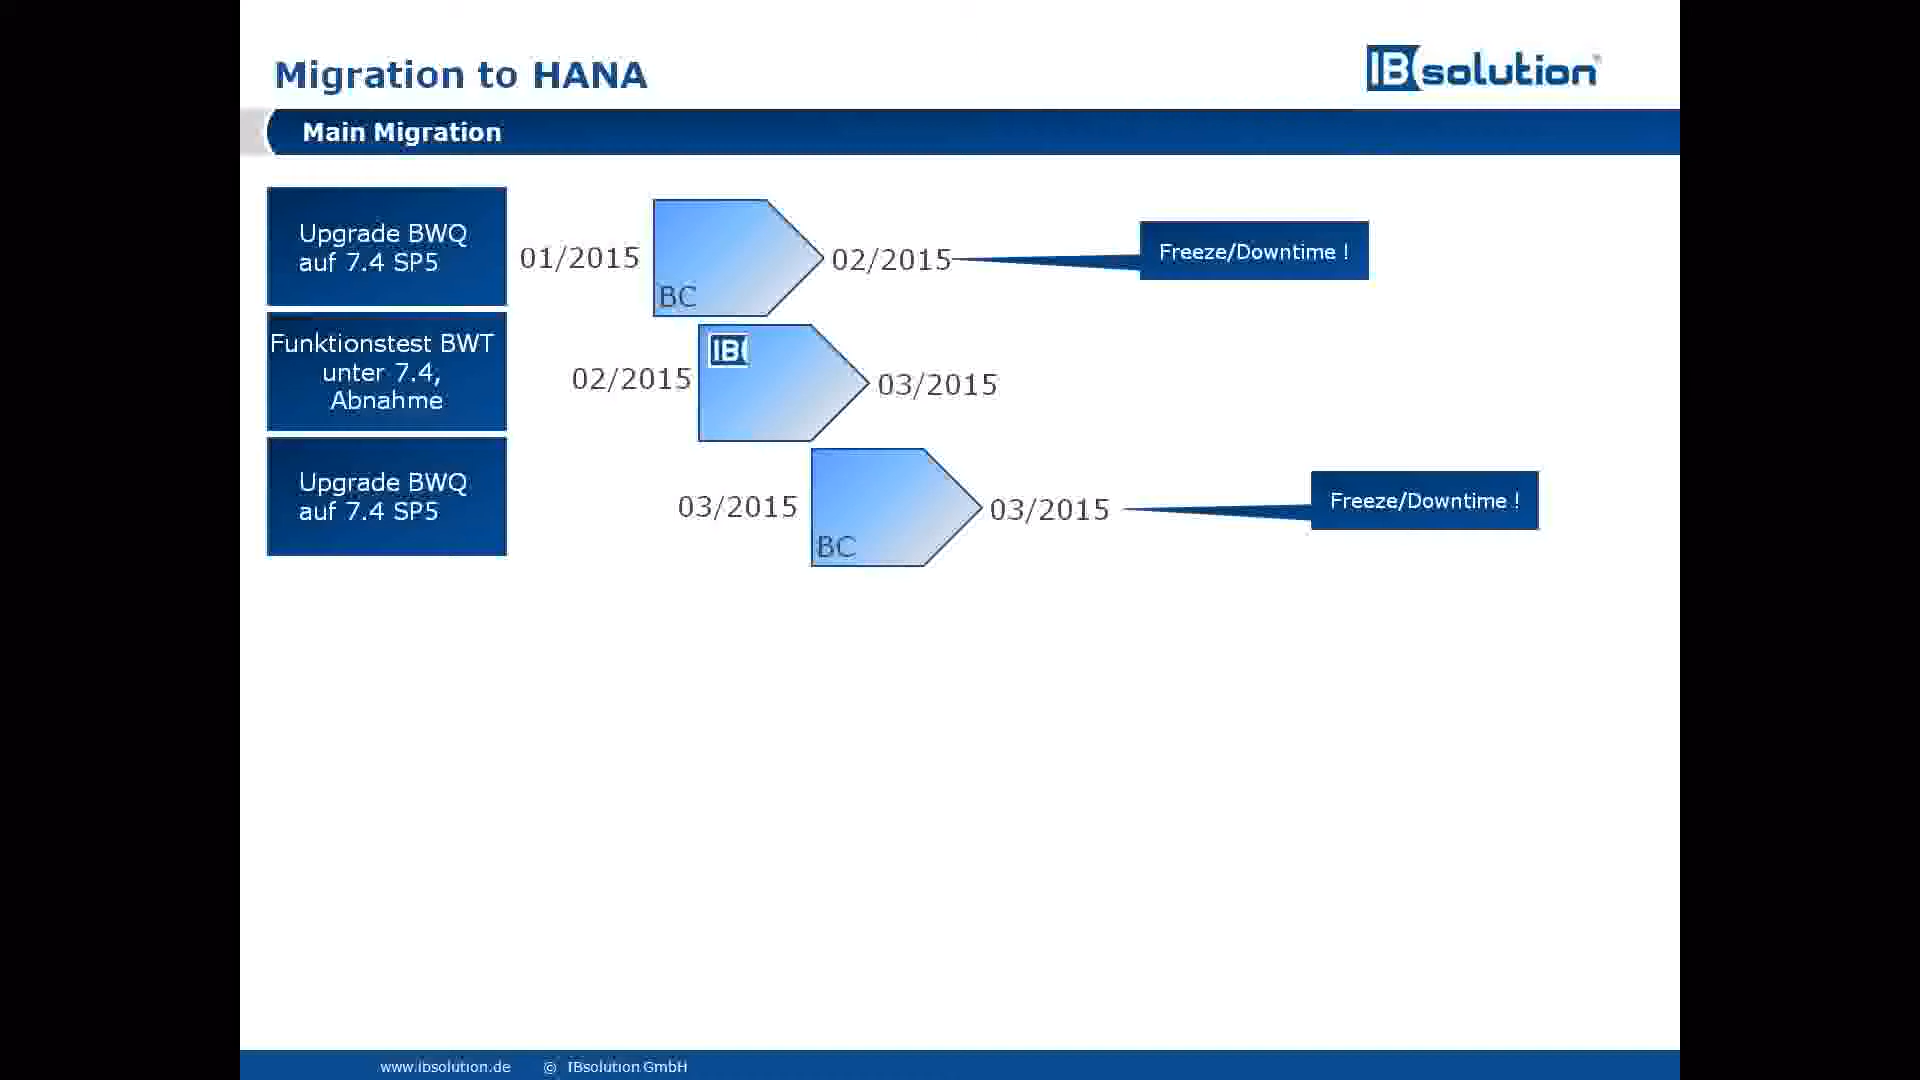 Migration to HANA
IBsolution®
Main Migration
Upgrade BWQ
auf 7.4 SP5
01/2015
BC
02/2015
Freeze/Downtime !
Funktionstest BWT
unter 7.4,
Abnahme
02/2015
IB
03/2015
Upgrade BWQ
auf 7.4 SP5
03/2015
BC
03/2015
Freeze/Downtime !
www.ibsolution.de © IBsolution GmbH